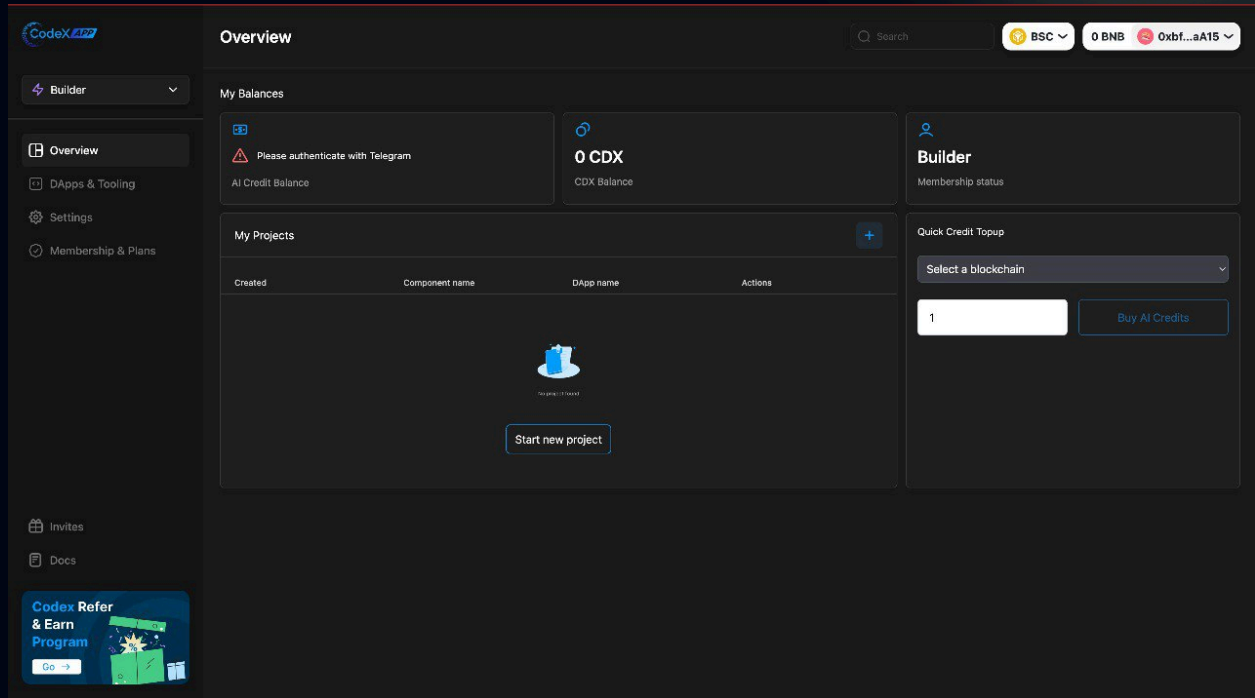 CodeX APP
Overview
Search
BSC
0 BNB
0xbf...aA15
Builder
Overview
DApps & Tooling
Settings
Membership & Plans
My Balances
Please authenticate with Telegram
AI Credit Balance
0 CDX
CDX Balance
Builder
Membership status
My Projects
+
Created
Component name
DApp name
Actions
No project found
Start new project
Quick Credit Topup
Select a blockchain
1
Buy AI Credits
Invites
Docs
Codex Refer
& Earn
Program
Go →
%